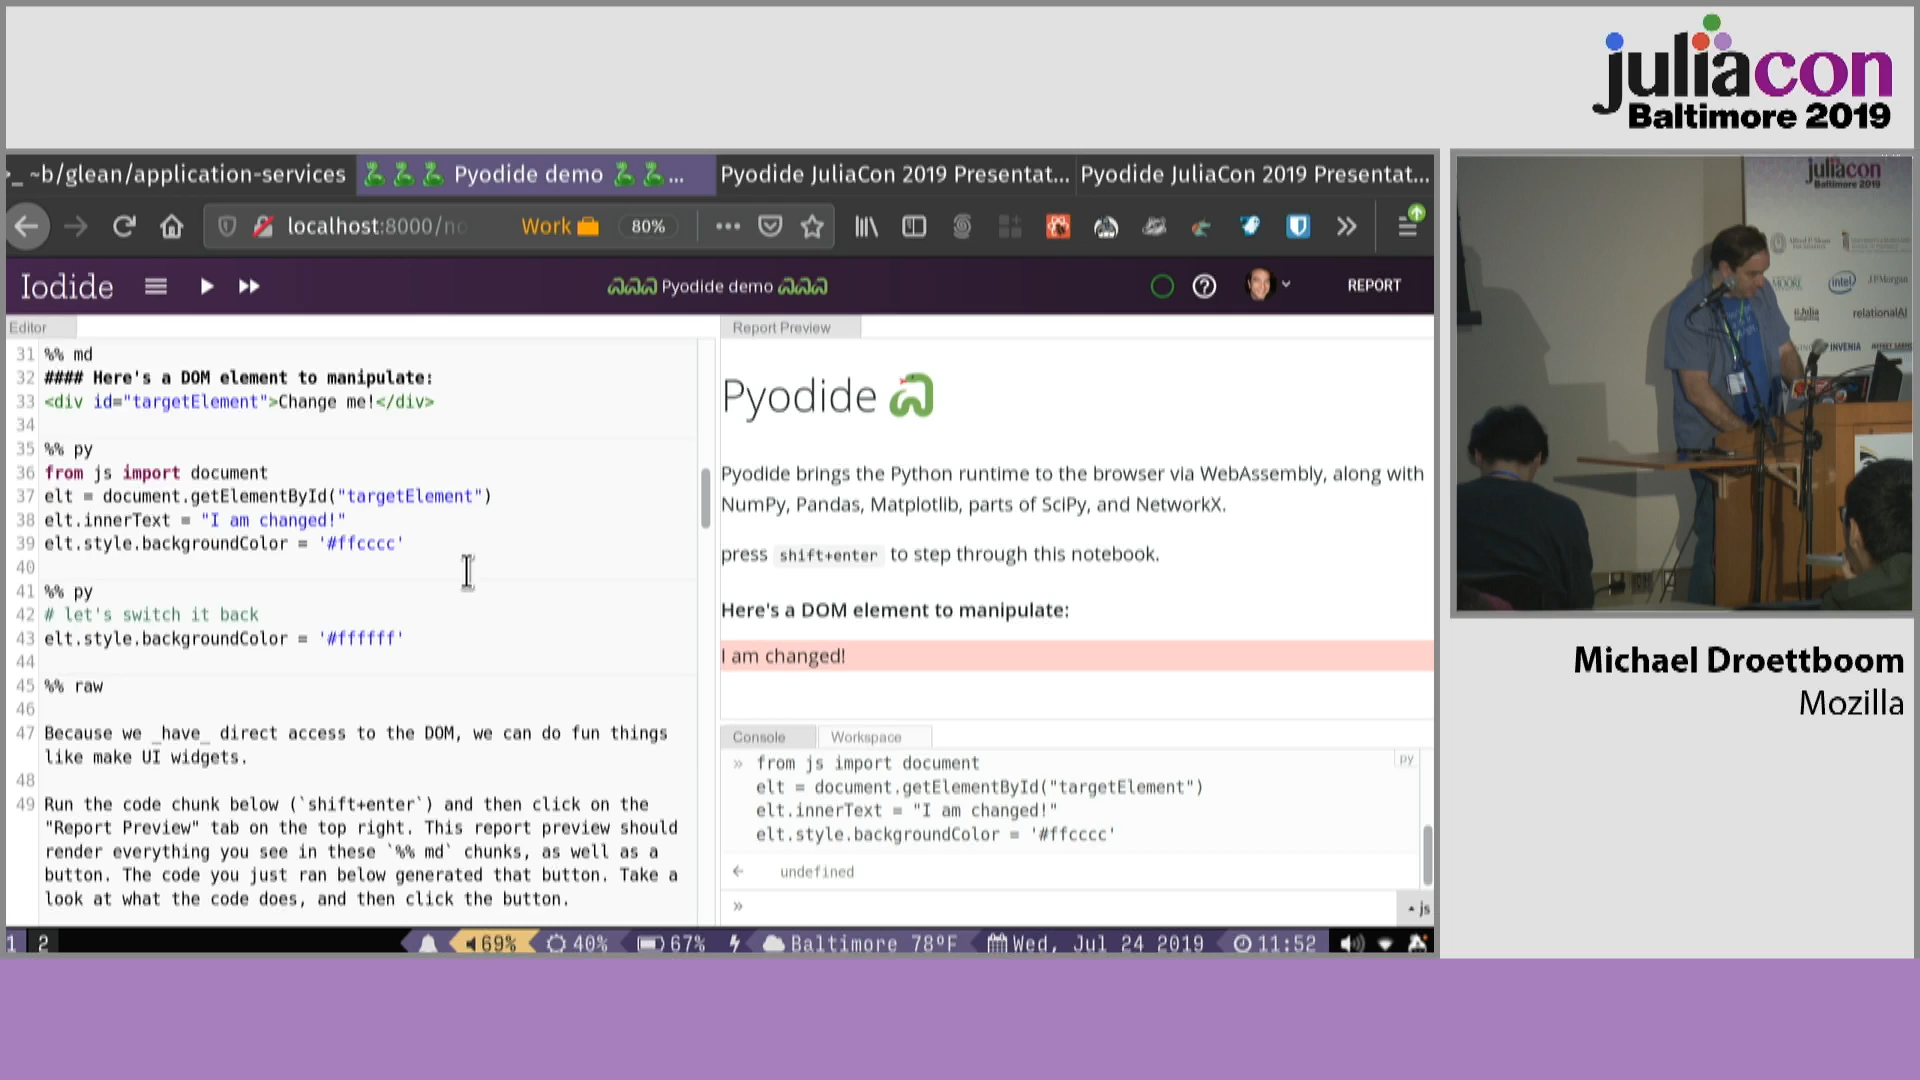 juliacon
Baltimore 2019
~b/glean/application-services
Pyodide demo
...
Pyodide JuliaCon 2019 Presentat...
Pyodide JuliaCon 2019 Presentat...
localhost:8000/no
Work
80%
Iodide
Pyodide demo
REPORT
Editor
31 %% md
32 #### Here's a DOM element to manipulate:
33 <div id="targetElement">Change me!</div>
34
35 %% py
36 from js import document
37 elt = document.getElementById("targetElement")
38 elt.innerText = "I am changed!"
39 elt.style.backgroundColor = '#ffcccc'
40
41 %% py
42 # let's switch it back
43 elt.style.backgroundColor = '#ffffff'
44
45 %% raw
46
47 Because we _have_ direct access to the DOM, we can do fun things
like make UI widgets.
48
49 Run the code chunk below (`shift+enter`) and then click on the
"Report Preview" tab on the top right. This report preview should
render everything you see in these `%% md` chunks, as well as a
button. The code you just ran below generated that button. Take a
look at what the code does, and then click the button.
Report Preview
Pyodide
Pyodide brings the Python runtime to the browser via WebAssembly, along with
NumPy, Pandas, Matplotlib, parts of SciPy, and NetworkX.
press shift+enter to step through this notebook.
Here's a DOM element to manipulate:
I am changed!
Console
Workspace
» from js import document
elt = document.getElementById("targetElement")
elt.innerText = "I am changed!"
elt.style.backgroundColor = '#ffcccc'
py
← undefined
»
js
1 2
69%
40%
67%
Baltimore 78°F
Wed, Jul 24 2019
11:52
juliacon
Baltimore 2019
MOORE
intel
J.P.Morgan
relationalAI
INVENIA
Michael Droettboom
Mozilla